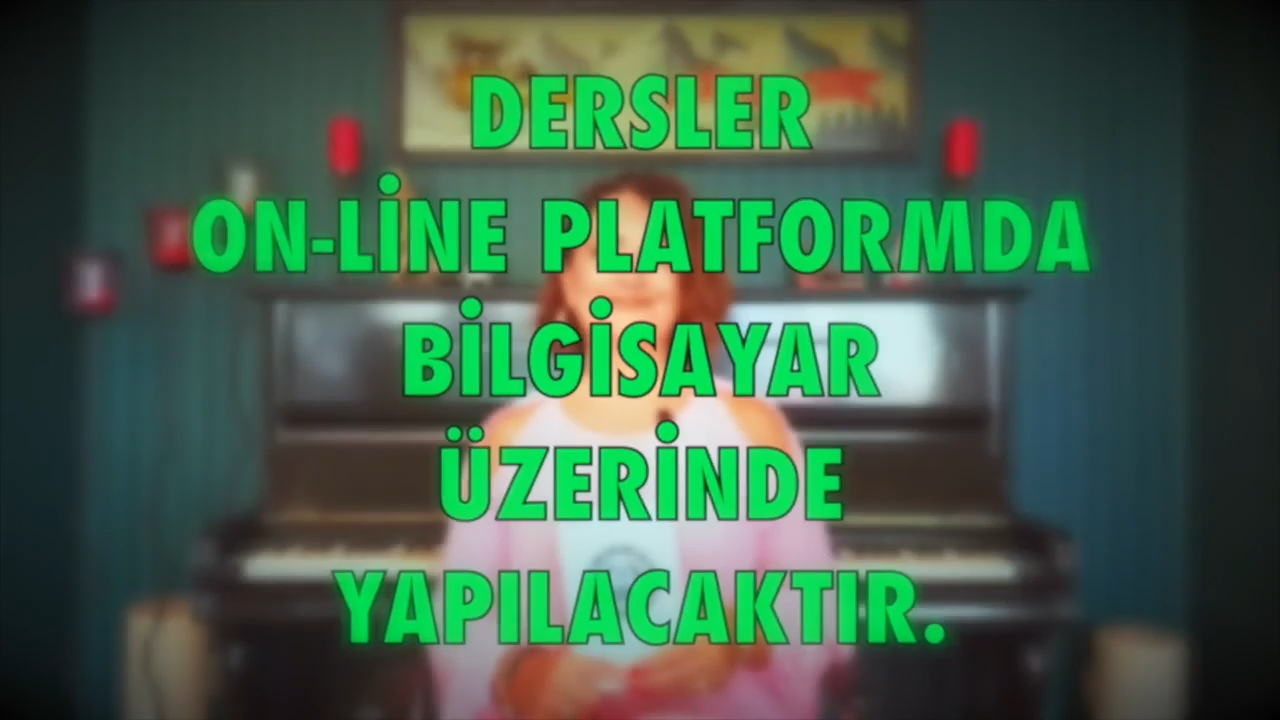 DERSLER
ON-LİNE PLATFORMDA
BİLGİSAYAR
ÜZERİNDE
YAPILACAKTIR.